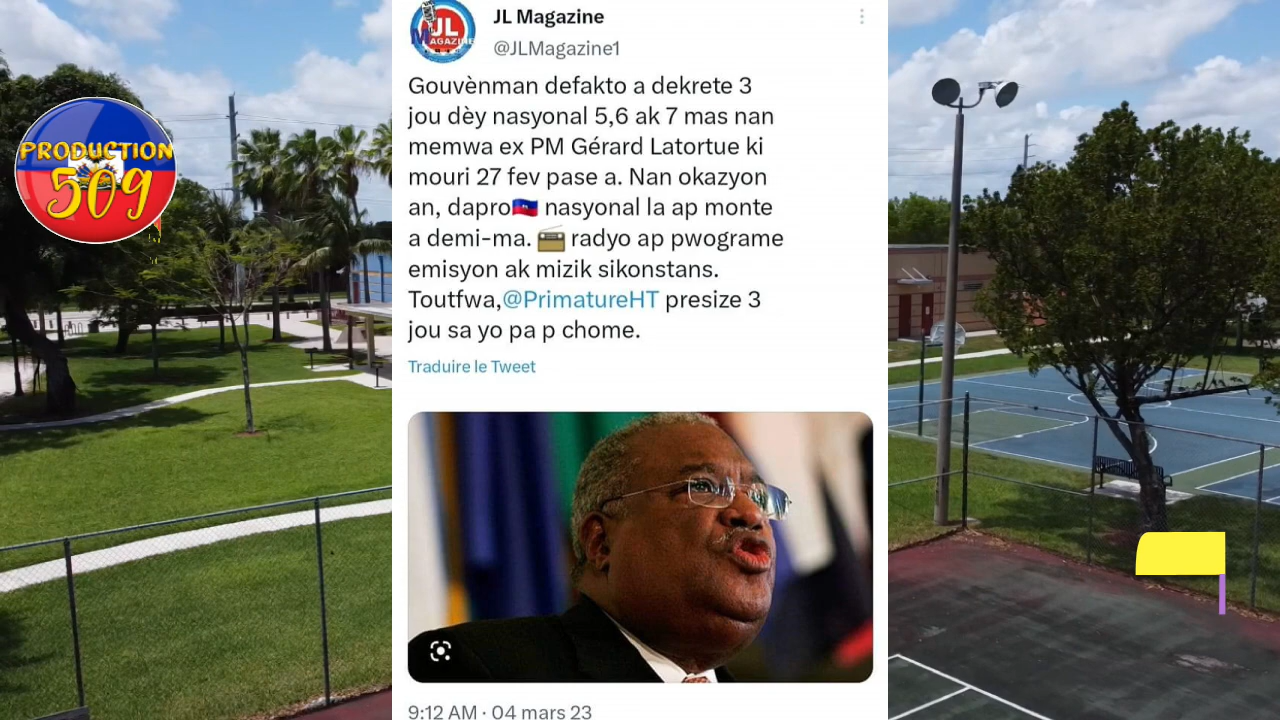 PRODUCTION
509
JL
MAGAZINE
JL Magazine
@JLMagazine1
Gouvènman defakto a dekrete 3
jou dèy nasyonal 5,6 ak 7 mas nan
memwa ex PM Gérard Latortue ki
mouri 27 fev pase a. Nan okazyon
an, dapro🇭🇹 nasyonal la ap monte
a demi-ma. 📻 radyo ap pwograme
emisyon ak mizik sikonstans.
Toutfwa,@PrimatureHT presize 3
jou sa yo pa p chome.
Traduire le Tweet
9:12 AM · 04 mars 23